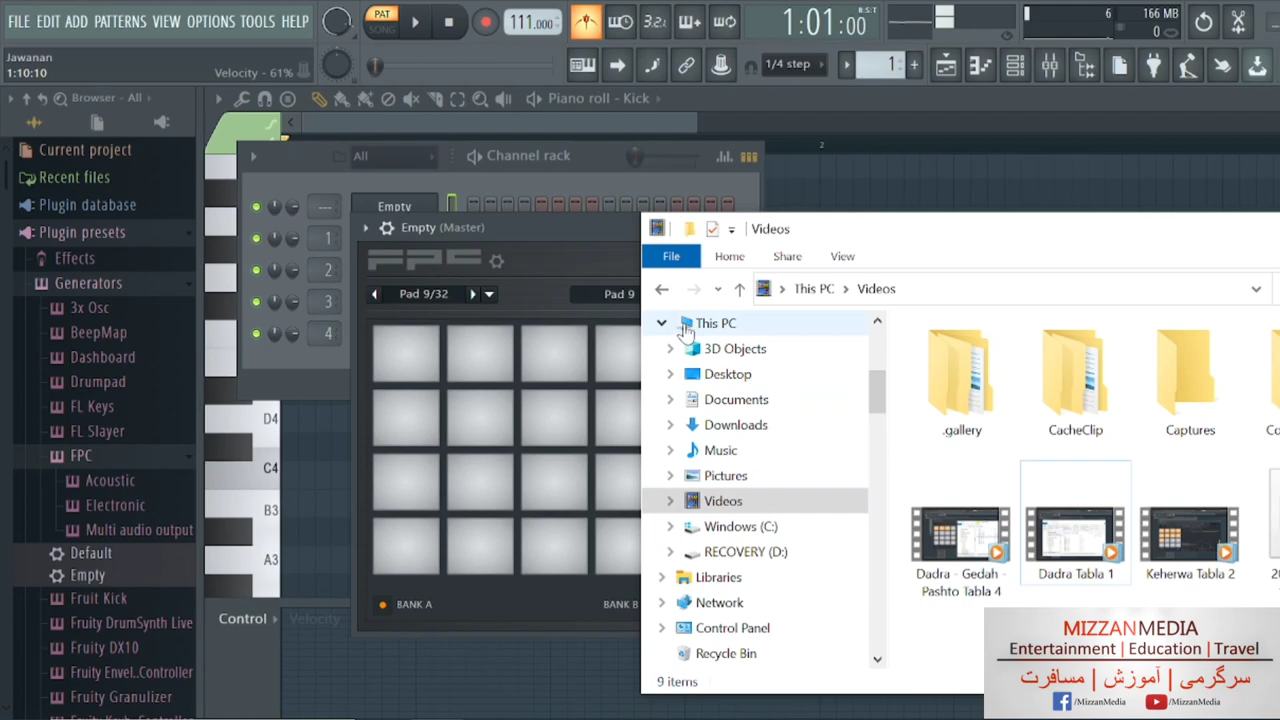 FILE EDIT ADD PATTERNS VIEW OPTIONS TOOLS HELP
PAT
SONG
111.000
3.2.
1:01:00
B:S:T
6
166 MB
0
Jawanan
1:10:10
Velocity - 61%
1/4 step
1
Browser - All
Piano roll - Kick
2
Current project
Recent files
Plugin database
Plugin presets
Effects
Generators
3x Osc
BeepMap
Dashboard
Drumpad
FL Keys
FL Slayer
FPC
Acoustic
Electronic
Multi audio output
Default
Empty
Fruit Kick
Fruity DrumSynth Live
Fruity DX10
Fruity Envel..Controller
Fruity Granulizer
All
Channel rack
---
Empty
1
2
3
4
Empty (Master)
FPC
Pad 9/32
Pad 9
BANK A
BANK B
D4
C4
B3
A3
Control
Velocity
Videos
File
Home
Share
View
This PC
Videos
This PC
3D Objects
Desktop
Documents
Downloads
Music
Pictures
Videos
Windows (C:)
RECOVERY (D:)
Libraries
Network
Control Panel
Recycle Bin
.gallery
CacheClip
Captures
Dadra - Gedah -
Pashto Tabla 4
Dadra Tabla 1
Keherwa Tabla 2
9 items
MIZZANMEDIA
Entertainment | Education | Travel
سرگرمی | آموزش | مسافرت
/MizzanMedia
/MizzanMedia